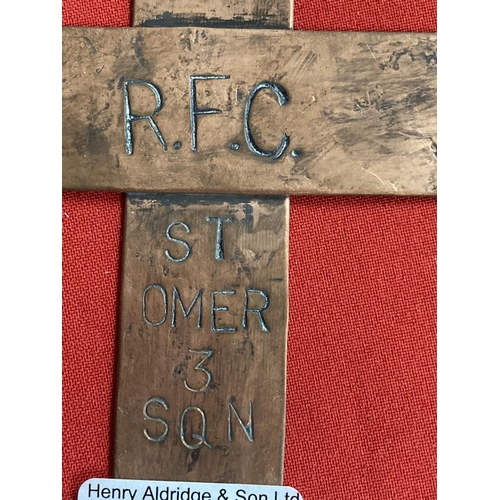 R.F.C.
ST
OMER
3
SQN
Henry Aldridge & Son Ltd